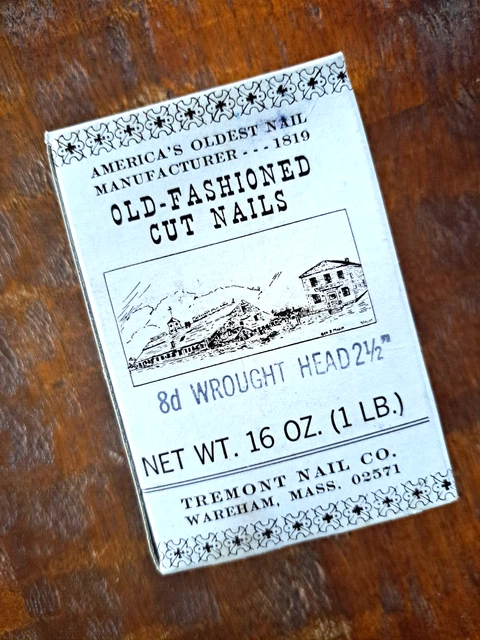 AMERICA'S OLDEST NAIL
MANUFACTURER - - - 1819
OLD-FASHIONED
CUT NAILS
8d WROUGHT HEAD 2½"
NET WT. 16 OZ. (1 LB.)
TREMONT NAIL CO.
WAREHAM, MASS. 02571